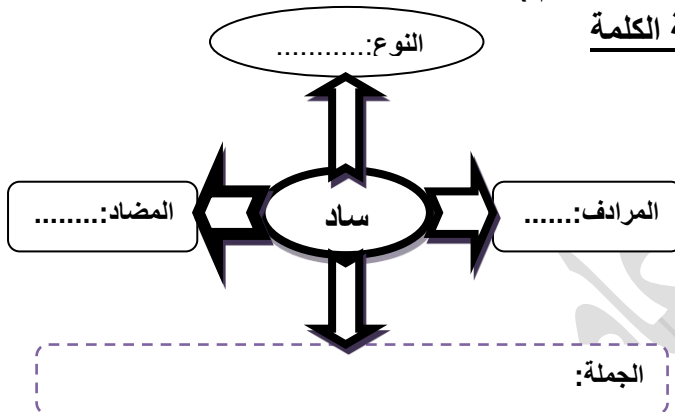 ة الكلمة
النوع:............
ساد
المرادف:......
المضاد:........
الجملة: